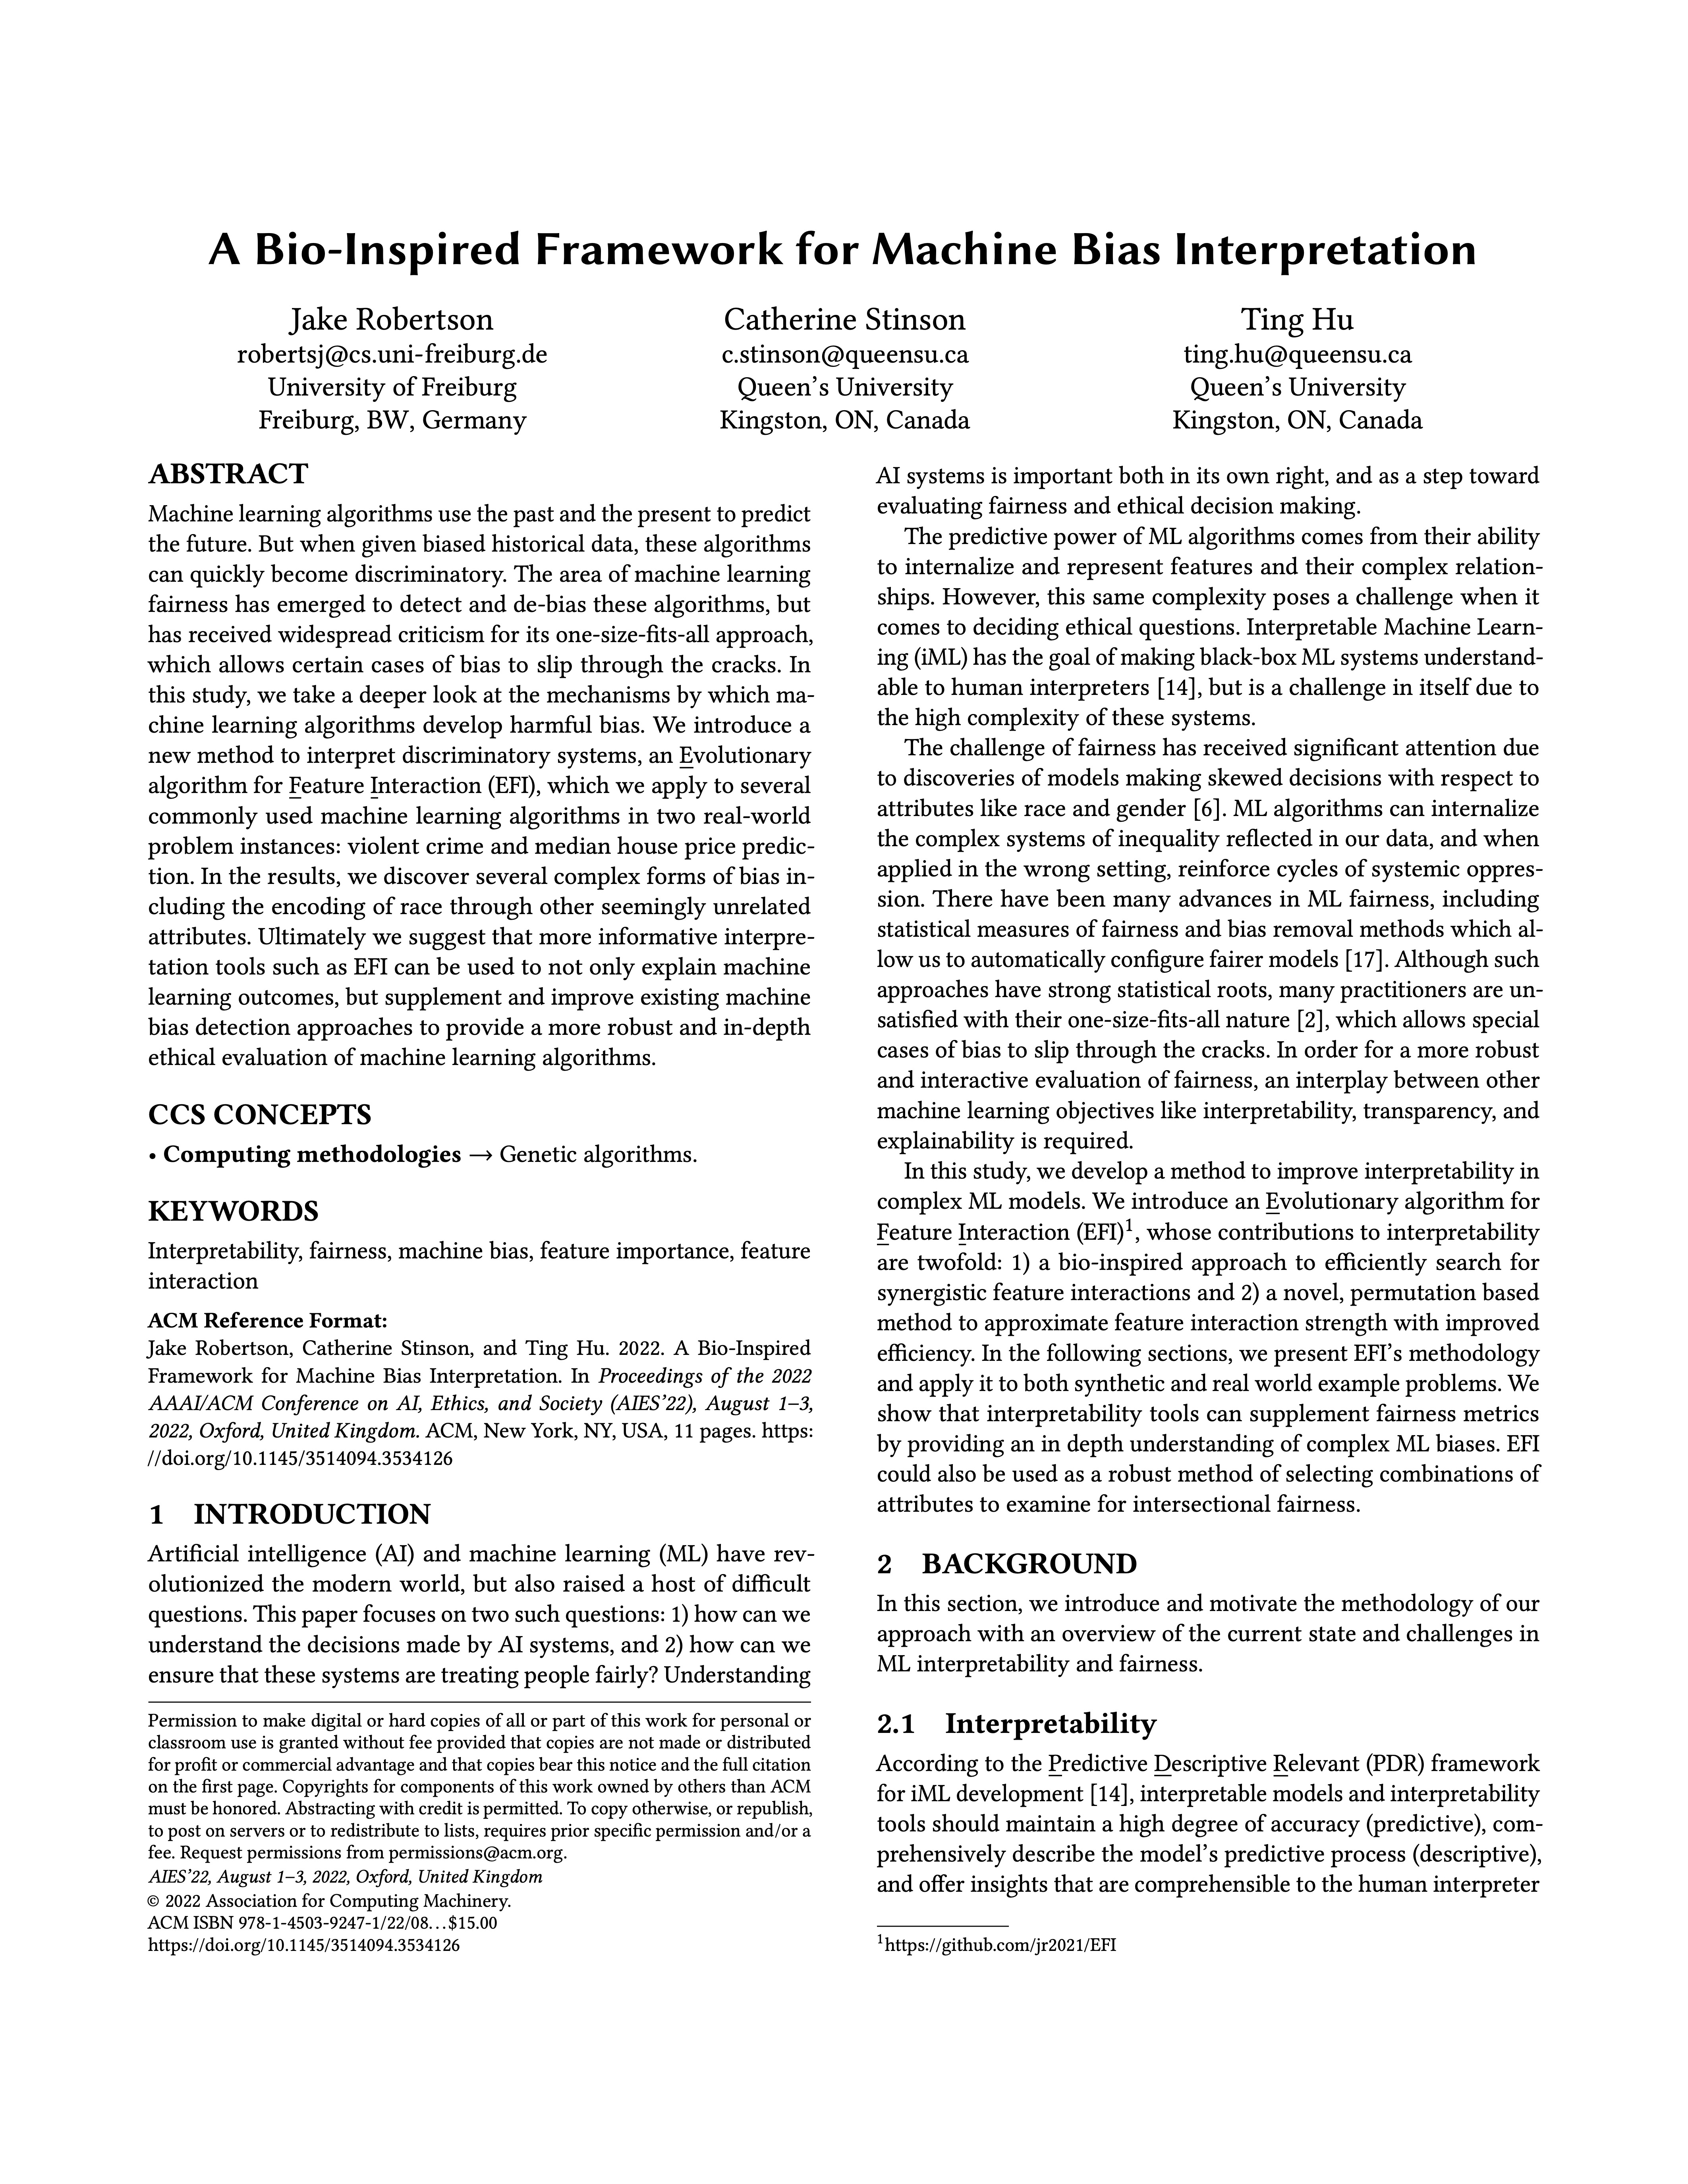 A Bio-Inspired Framework for Machine Bias Interpretation
Jake Robertson
robertsj@cs.uni-freiburg.de
University of Freiburg
Freiburg, BW, Germany
Catherine Stinson
c.stinson@queensu.ca
Queen's University
Kingston, ON, Canada
Ting Hu
ting.hu@queensu.ca
Queen's University
Kingston, ON, Canada
ABSTRACT
Machine learning algorithms use the past and the present to predict
the future. But when given biased historical data, these algorithms
can quickly become discriminatory. The area of machine learning
fairness has emerged to detect and de-bias these algorithms, but
has received widespread criticism for its one-size-fits-all approach,
which allows certain cases of bias to slip through the cracks. In
this study, we take a deeper look at the mechanisms by which ma-
chine learning algorithms develop harmful bias. We introduce a
new method to interpret discriminatory systems, an Evolutionary
algorithm for Feature Interaction (EFI), which we apply to several
commonly used machine learning algorithms in two real-world
problem instances: violent crime and median house price predic-
tion. In the results, we discover several complex forms of bias in-
cluding the encoding of race through other seemingly unrelated
attributes. Ultimately we suggest that more informative interpre-
tation tools such as EFI can be used to not only explain machine
learning outcomes, but supplement and improve existing machine
bias detection approaches to provide a more robust and in-depth
ethical evaluation of machine learning algorithms.
CCS CONCEPTS
• Computing methodologies → Genetic algorithms.
KEYWORDS
Interpretability, fairness, machine bias, feature importance, feature
interaction
ACM Reference Format:
Jake Robertson, Catherine Stinson, and Ting Hu. 2022. A Bio-Inspired
Framework for Machine Bias Interpretation. In Proceedings of the 2022
AAAI/ACM Conference on AI, Ethics, and Society (AIES'22), August 1–3,
2022, Oxford, United Kingdom. ACM, New York, NY, USA, 11 pages. https:
//doi.org/10.1145/3514094.3534126
1 INTRODUCTION
Artificial intelligence (AI) and machine learning (ML) have rev-
olutionized the modern world, but also raised a host of difficult
questions. This paper focuses on two such questions: 1) how can we
understand the decisions made by AI systems, and 2) how can we
ensure that these systems are treating people fairly? Understanding
Permission to make digital or hard copies of all or part of this work for personal or
classroom use is granted without fee provided that copies are not made or distributed
for profit or commercial advantage and that copies bear this notice and the full citation
on the first page. Copyrights for components of this work owned by others than ACM
must be honored. Abstracting with credit is permitted. To copy otherwise, or republish,
to post on servers or to redistribute to lists, requires prior specific permission and/or a
fee. Request permissions from permissions@acm.org.
AIES'22, August 1–3, 2022, Oxford, United Kingdom
© 2022 Association for Computing Machinery.
ACM ISBN 978-1-4503-9247-1/22/08...$15.00
https://doi.org/10.1145/3514094.3534126
AI systems is important both in its own right, and as a step toward
evaluating fairness and ethical decision making.
The predictive power of ML algorithms comes from their ability
to internalize and represent features and their complex relation-
ships. However, this same complexity poses a challenge when it
comes to deciding ethical questions. Interpretable Machine Learn-
ing (iML) has the goal of making black-box ML systems understand-
able to human interpreters [14], but is a challenge in itself due to
the high complexity of these systems.
The challenge of fairness has received significant attention due
to discoveries of models making skewed decisions with respect to
attributes like race and gender [6]. ML algorithms can internalize
the complex systems of inequality reflected in our data, and when
applied in the wrong setting, reinforce cycles of systemic oppres-
sion. There have been many advances in ML fairness, including
statistical measures of fairness and bias removal methods which al-
low us to automatically configure fairer models [17]. Although such
approaches have strong statistical roots, many practitioners are un-
satisfied with their one-size-fits-all nature [2], which allows special
cases of bias to slip through the cracks. In order for a more robust
and interactive evaluation of fairness, an interplay between other
machine learning objectives like interpretability, transparency, and
explainability is required.
In this study, we develop a method to improve interpretability in
complex ML models. We introduce an Evolutionary algorithm for
Feature Interaction (EFI)1, whose contributions to interpretability
are twofold: 1) a bio-inspired approach to efficiently search for
synergistic feature interactions and 2) a novel, permutation based
method to approximate feature interaction strength with improved
efficiency. In the following sections, we present EFI's methodology
and apply it to both synthetic and real world example problems. We
show that interpretability tools can supplement fairness metrics
by providing an in depth understanding of complex ML biases. EFI
could also be used as a robust method of selecting combinations of
attributes to examine for intersectional fairness.
2 BACKGROUND
In this section, we introduce and motivate the methodology of our
approach with an overview of the current state and challenges in
ML interpretability and fairness.
2.1 Interpretability
According to the Predictive Descriptive Relevant (PDR) framework
for iML development [14], interpretable models and interpretability
tools should maintain a high degree of accuracy (predictive), com-
prehensively describe the model's predictive process (descriptive),
and offer insights that are comprehensible to the human interpreter
1https://github.com/jr2021/EFI